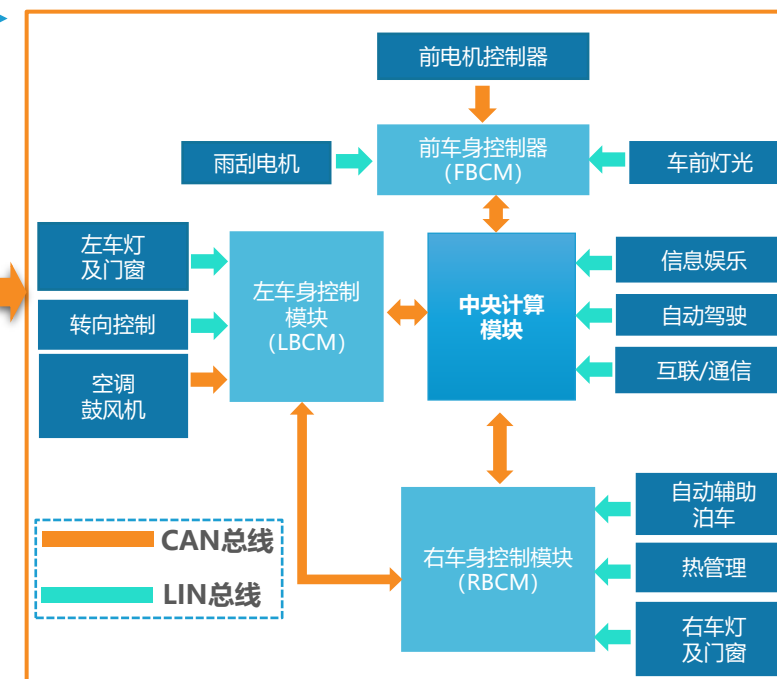 前电机控制器
雨刮电机
前车身控制器
（FBCM）
车前灯光
左车灯
及门窗
转向控制
空调
鼓风机
左车身控制
模块
（LBCM）
中央计算
模块
信息娱乐
自动驾驶
互联/通信
CAN总线
LIN总线
右车身控制模块
（RBCM）
自动辅助
泊车
热管理
右车灯
及门窗